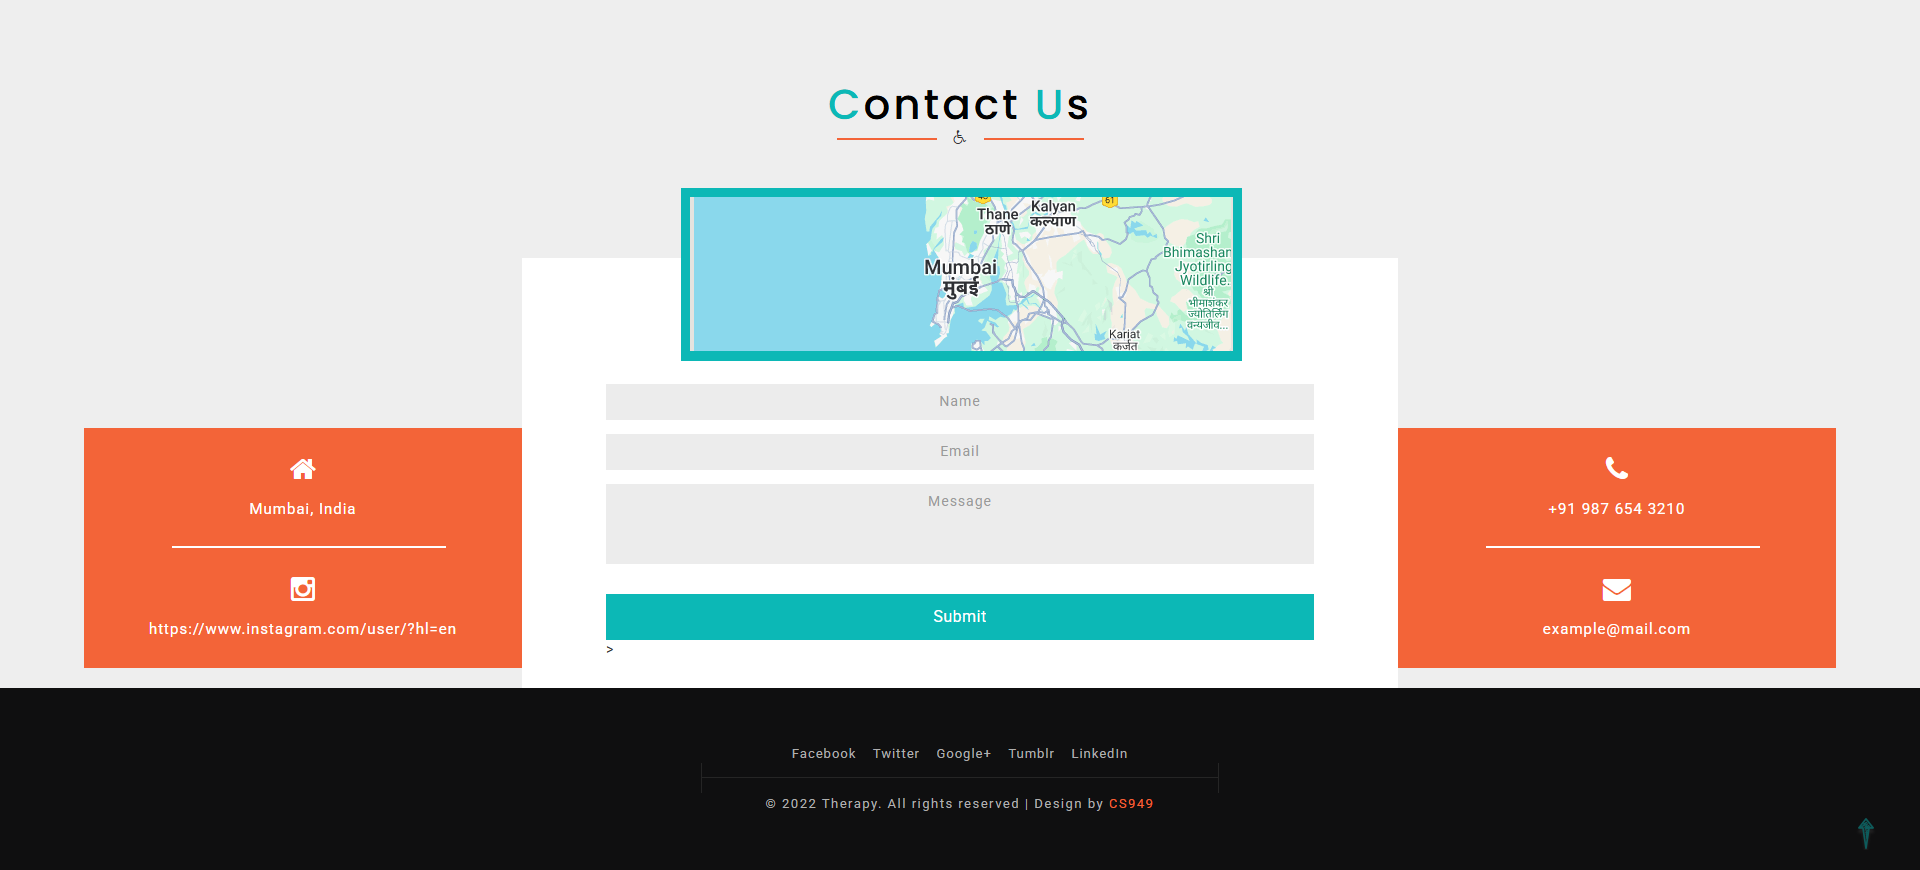 Contact Us
Thane
ठाणे
Kalyan
कल्याण
61
Mumbai
मुंबई
Shri
Bhimashan
Jyotirling
Wildlife.
श्री
भीमाशंकर
ज्योतिर्लिंग
वन्यजीव...
Karjat
कर्जत
Name
Email
Message
Submit
>
Mumbai, India
https://www.instagram.com/user/?hl=en
+91 987 654 3210
example@mail.com
Facebook Twitter Google+ Tumblr LinkedIn
© 2022 Therapy. All rights reserved | Design by CS949